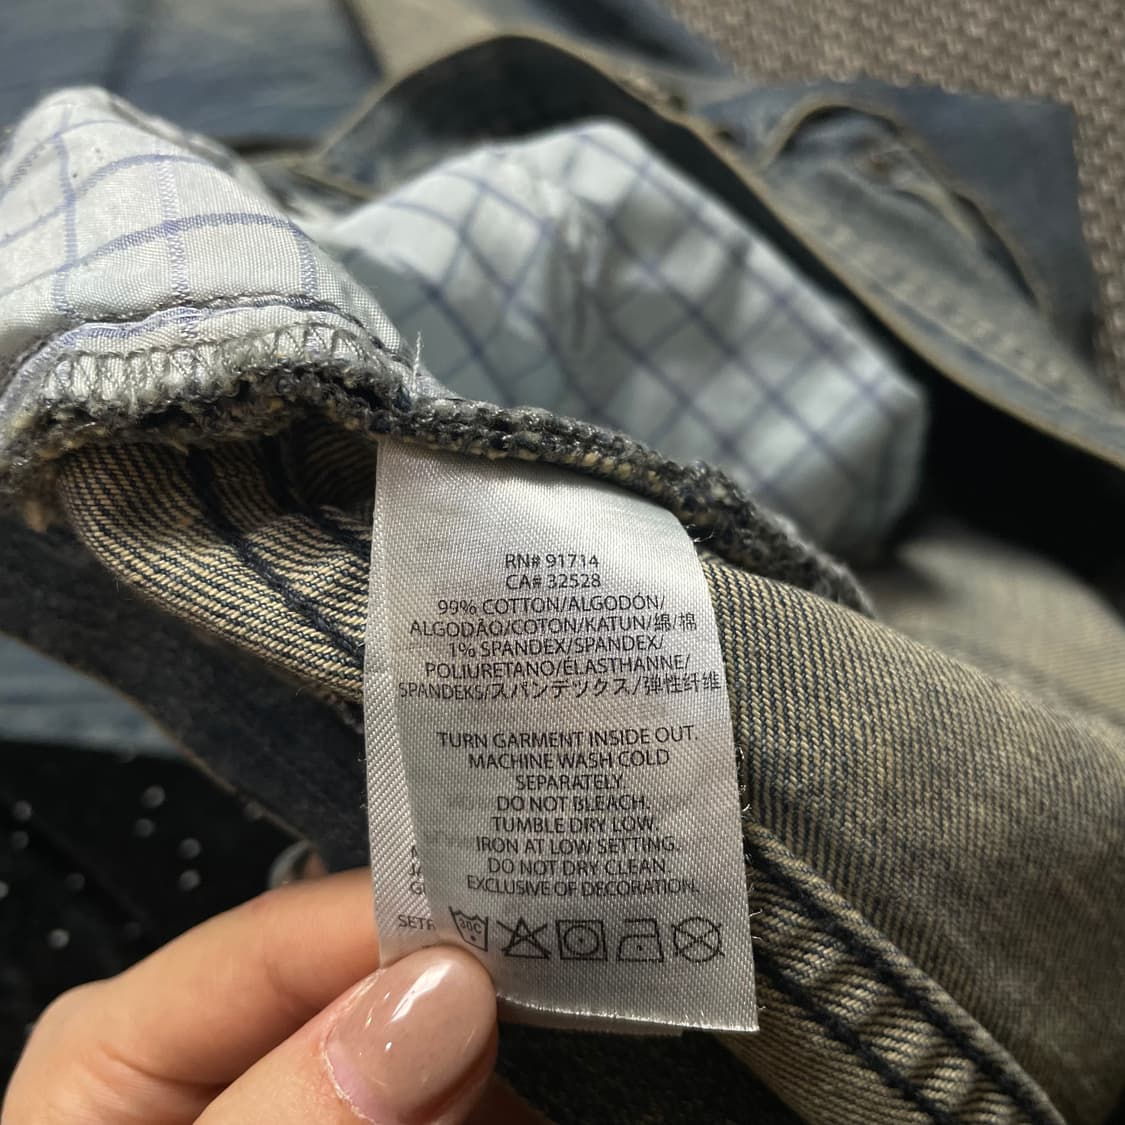 RN# 91714
CA# 32528
99% COTTON/ALGODÓN/
ALGODÃO/COTON/KATUN/綿/棉
1% SPANDEX/SPANDEX/
POLIURETANO/ÉLASTHANNE/
SPANDEKS/スパンデックス/弹性纤维
TURN GARMENT INSIDE OUT.
MACHINE WASH COLD
SEPARATELY.
DO NOT BLEACH.
TUMBLE DRY LOW.
IRON AT LOW SETTING.
DO NOT DRY CLEAN
EXCLUSIVE OF DECORATION.